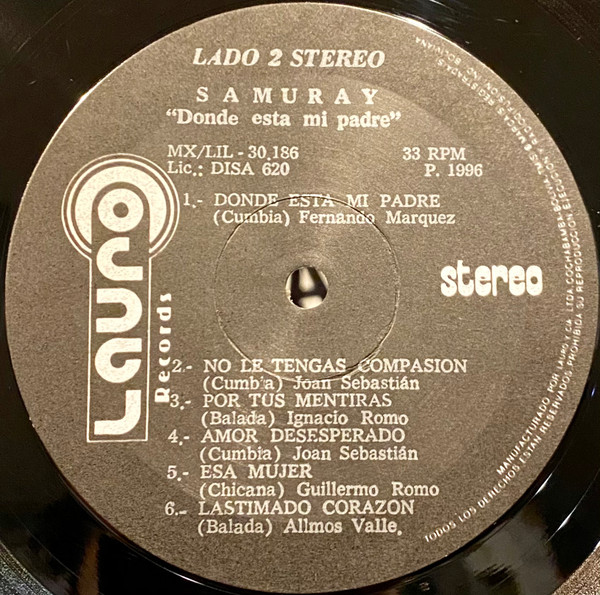 LADO 2 STEREO
SAMURAY
"Donde esta mi padre"
MX/LIL - 30.186 33 RPM
Lic.: DISA 620 P. 1996
1.- DONDE ESTA MI PADRE
(Cumbia) Fernando Marquez
stereo
Lauro
Records
2.- NO LE TENGAS COMPASION
(Cumbia) Joan Sebastián
3.- POR TUS MENTIRAS
(Balada) Ignacio Romo
4.- AMOR DESESPERADO
(Cumbia) Joan Sebastián
5.- ESA MUJER
(Chicana) Guillermo Romo
6.- LASTIMADO CORAZON
(Balada) Allmos Valle.
MANUFACTURADO POR LAURO Y CIA. LTDA. COCHABAMBA-BOLIVIA
TODOS LOS DERECHOS ESTAN RESERVADOS PROHIBIDA SU REPRODUCCION EJECUCION RADIODIFUSION